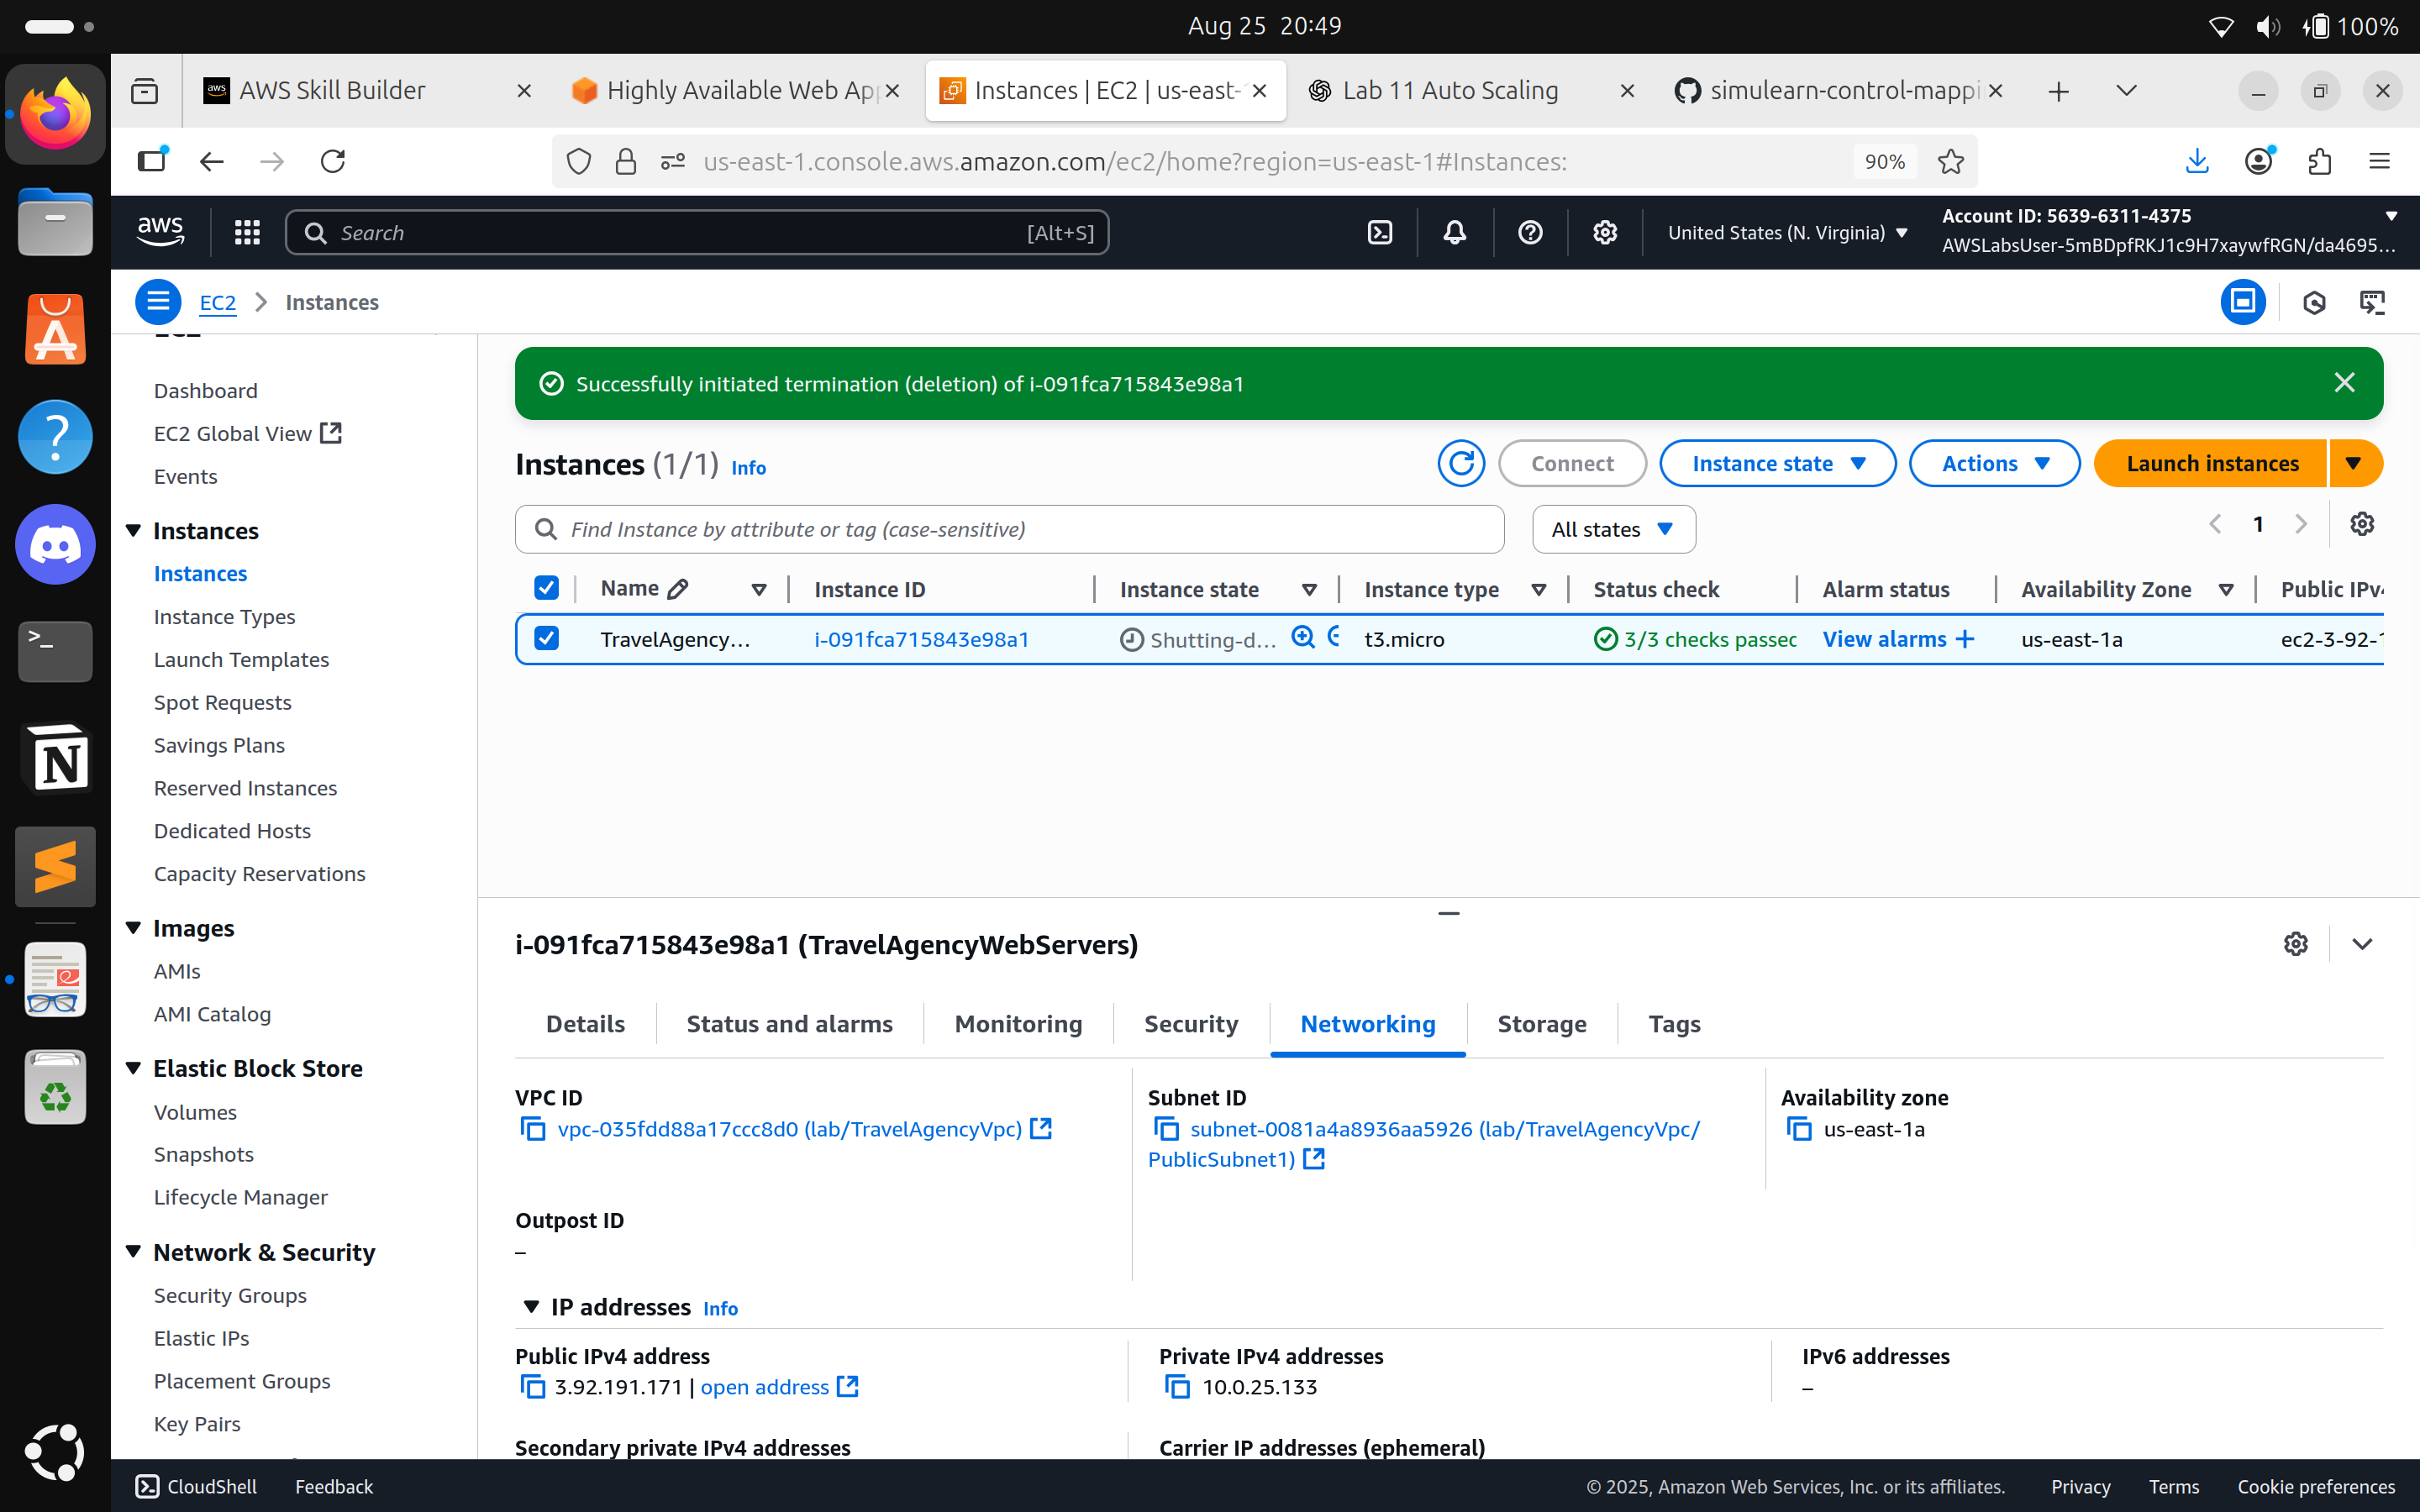 Aug 25 20:49
100%
AWS Skill Builder
Highly Available Web App
Instances | EC2 | us-east-1
Lab 11 Auto Scaling
simulearn-control-mappi
us-east-1.console.aws.amazon.com/ec2/home?region=us-east-1#Instances:
90%
aws
Search
[Alt+S]
United States (N. Virginia)
Account ID: 5639-6311-4375
AWSLabsUser-5mBDpfRKJ1c9H7xaywfRGN/da4695...
EC2
Instances
EC2
Dashboard
EC2 Global View
Events
Instances
Instances
Instance Types
Launch Templates
Spot Requests
Savings Plans
Reserved Instances
Dedicated Hosts
Capacity Reservations
Images
AMIs
AMI Catalog
Elastic Block Store
Volumes
Snapshots
Lifecycle Manager
Network & Security
Security Groups
Elastic IPs
Placement Groups
Key Pairs
Successfully initiated termination (deletion) of i-091fca715843e98a1
Instances (1/1) Info
Connect
Instance state
Actions
Launch instances
Find Instance by attribute or tag (case-sensitive)
All states
1
Name
Instance ID
Instance state
Instance type
Status check
Alarm status
Availability Zone
Public IPv4
TravelAgency...
i-091fca715843e98a1
Shutting-d...
t3.micro
3/3 checks passed
View alarms +
us-east-1a
ec2-3-92-1
i-091fca715843e98a1 (TravelAgencyWebServers)
Details
Status and alarms
Monitoring
Security
Networking
Storage
Tags
VPC ID
vpc-035fdd88a17ccc8d0 (lab/TravelAgencyVpc)
Subnet ID
subnet-0081a4a8936aa5926 (lab/TravelAgencyVpc/
PublicSubnet1)
Availability zone
us-east-1a
Outpost ID
–
IP addresses Info
Public IPv4 address
3.92.191.171 | open address
Private IPv4 addresses
10.0.25.133
IPv6 addresses
–
Secondary private IPv4 addresses
Carrier IP addresses (ephemeral)
CloudShell
Feedback
© 2025, Amazon Web Services, Inc. or its affiliates.
Privacy
Terms
Cookie preferences